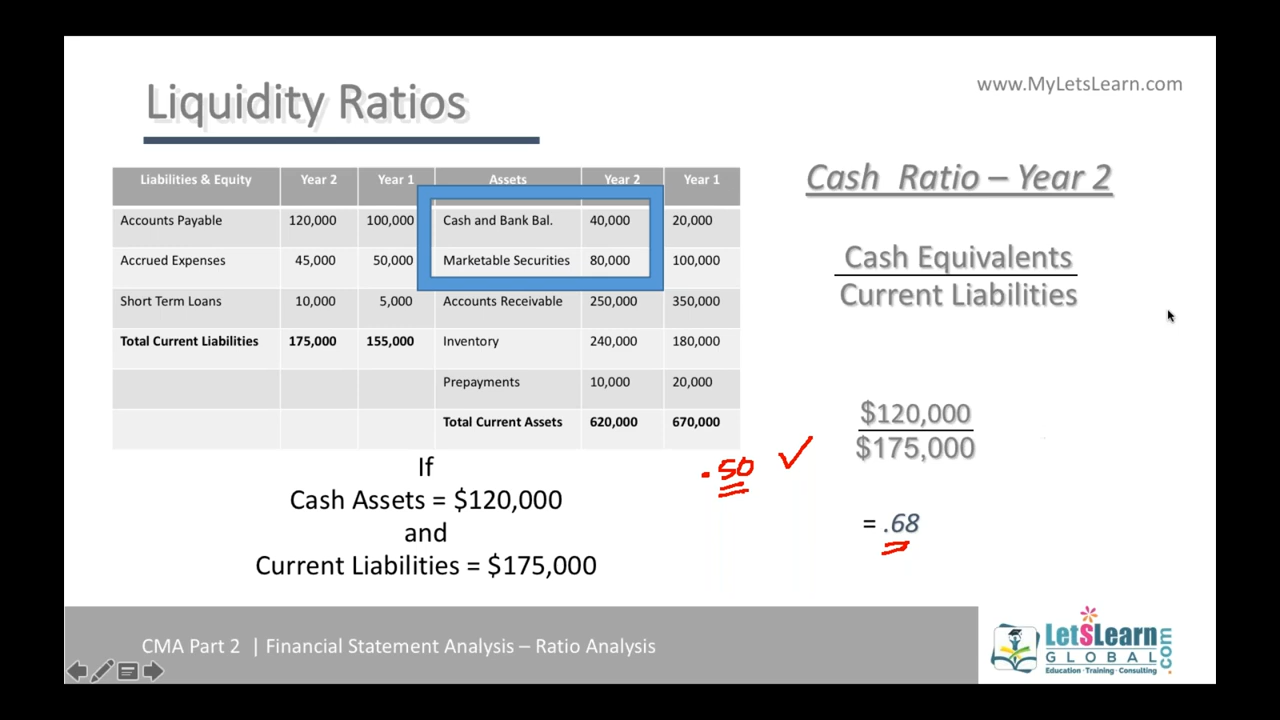 Liquidity Ratios
www.MyLetsLearn.com
Liabilities & Equity Year 2 Year 1 Assets Year 2 Year 1
Accounts Payable 120,000 100,000 Cash and Bank Bal. 40,000 20,000
Accrued Expenses 45,000 50,000 Marketable Securities 80,000 100,000
Short Term Loans 10,000 5,000 Accounts Receivable 250,000 350,000
Total Current Liabilities 175,000 155,000 Inventory 240,000 180,000
Prepayments 10,000 20,000
Total Current Assets 620,000 670,000
If
Cash Assets = $120,000
and
Current Liabilities = $175,000
.50
Cash Ratio – Year 2
Cash Equivalents
Current Liabilities
$120,000
$175,000
= .68
CMA Part 2 | Financial Statement Analysis – Ratio Analysis
LetSLearn.com
GLOBAL
Education · Training · Consulting